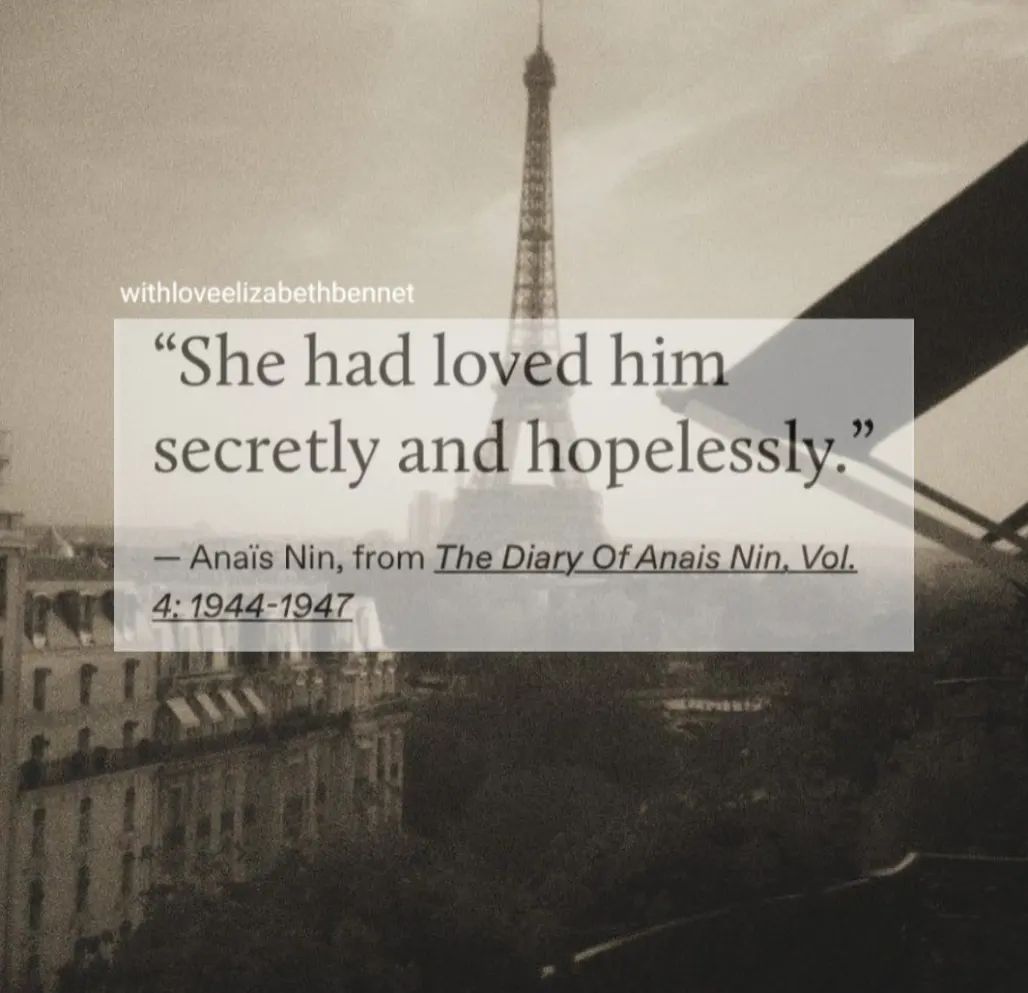 withloveelizabethbennet
“She had loved him
secretly and hopelessly.”
— Anaïs Nin, from The Diary Of Anais Nin, Vol.
4: 1944-1947